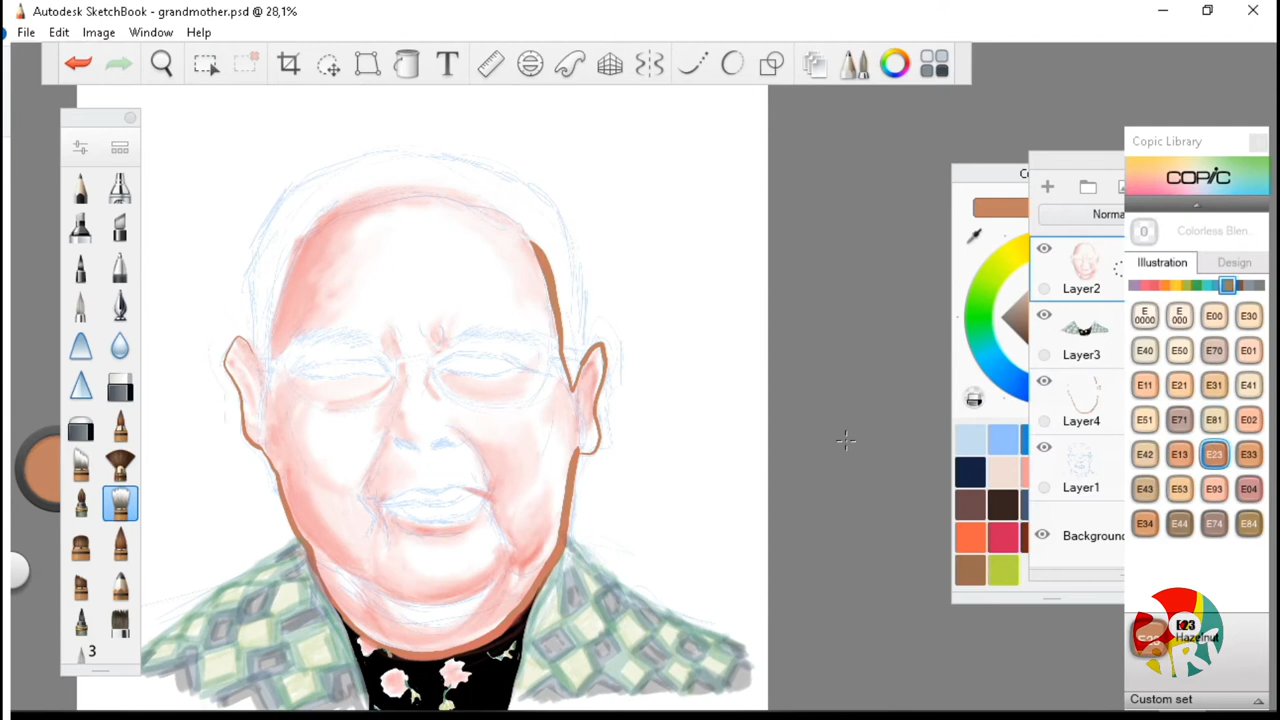 Autodesk SketchBook - grandmother.psd @ 28,1%
File Edit Image Window Help
T
Copic Library
COPIC
0 Colorless Blen..
Illustration Design
Norma
Layer2
Layer3
Layer4
Layer1
Background
E0000 E000 E00 E30
E40 E50 E70 E01
E11 E21 E31 E41
E51 E71 E81 E02
E42 E13 E23 E33
E43 E53 E93 E04
E34 E44 E74 E84
E23
Hazelnut
Custom set
3